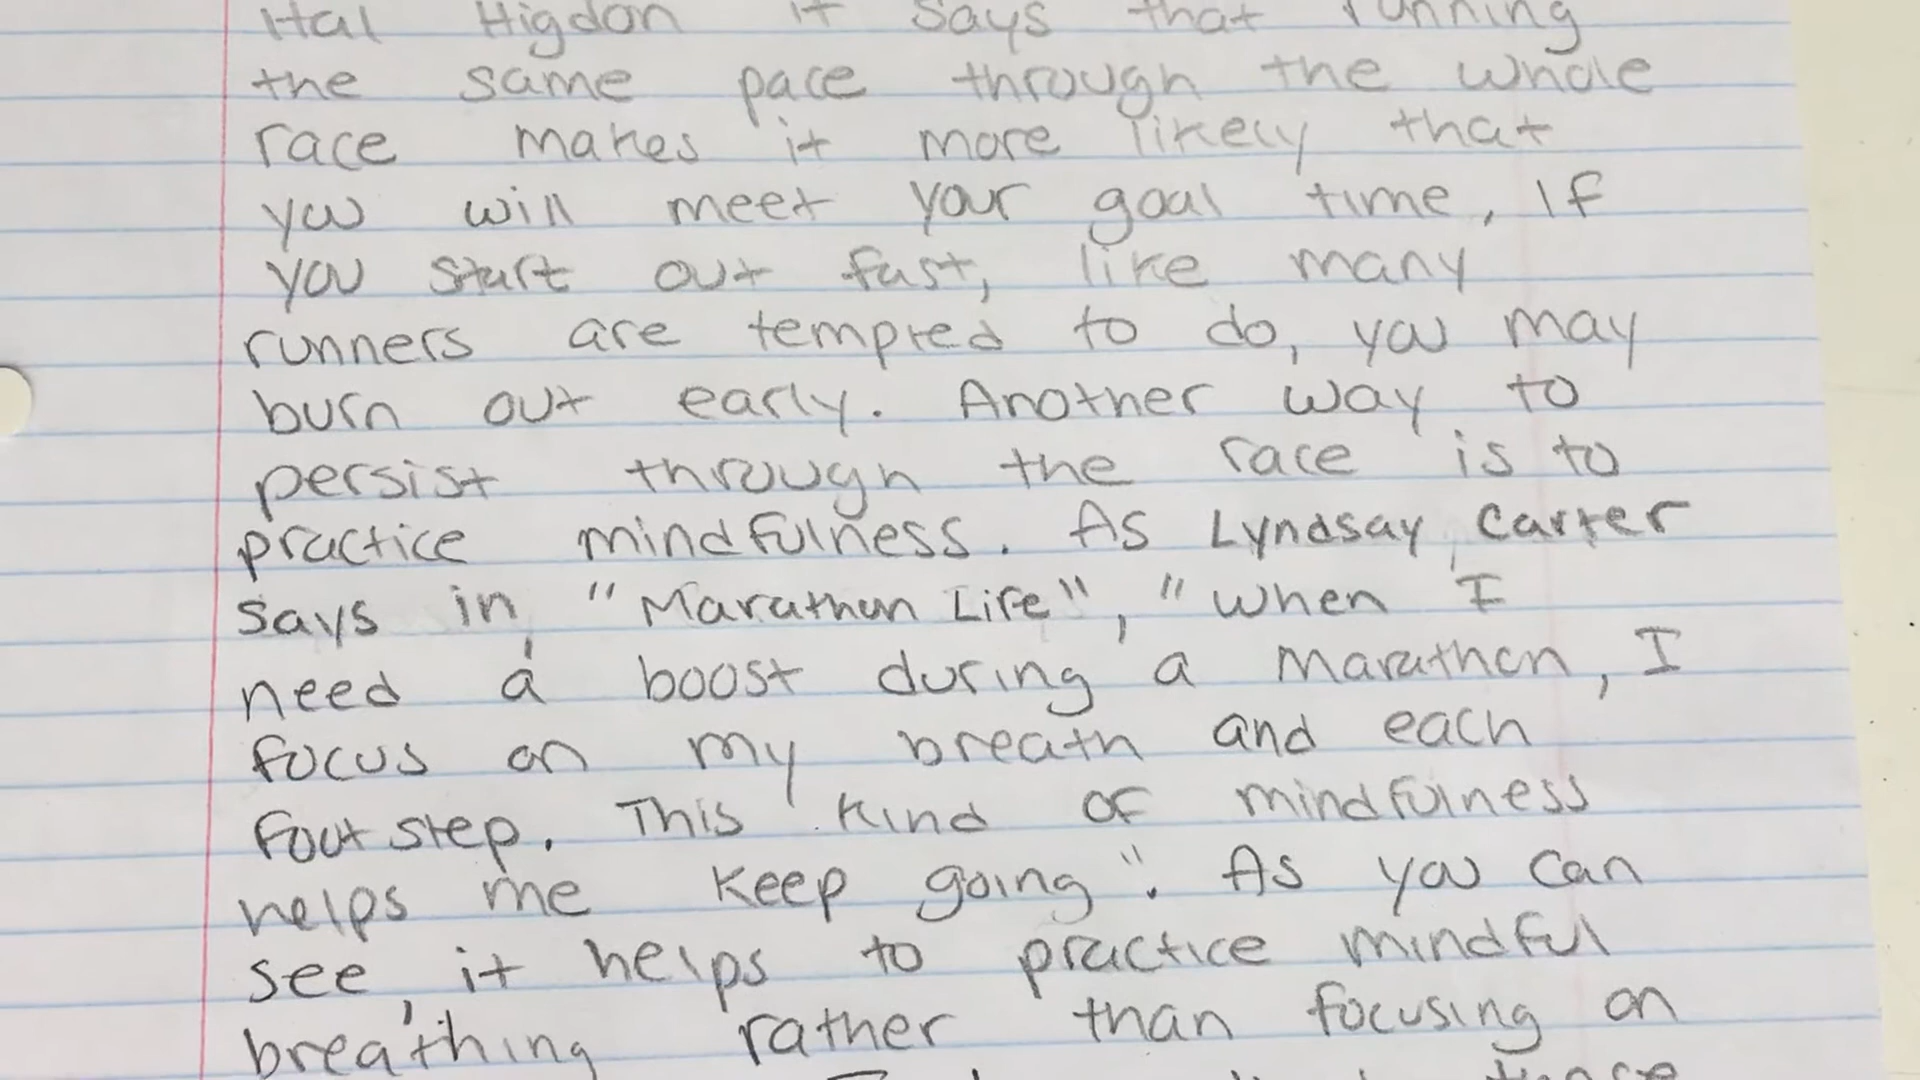 Hal Higdon it says that running
the same pace through the whole
race makes it more likely that
you will meet your goal time, If
you start out fast, like many
runners are tempted to do, you may
burn out early. Another way to
persist through the race is to
practice mindfulness. As Lyndsay Carter
says in, "Marathon Life", "when I
need a boost during a marathon, I
focus on my breath and each
foot step. This kind of mindfulness
helps me keep going". As you can
see, it helps to practice mindful
breathing rather than focusing on
these